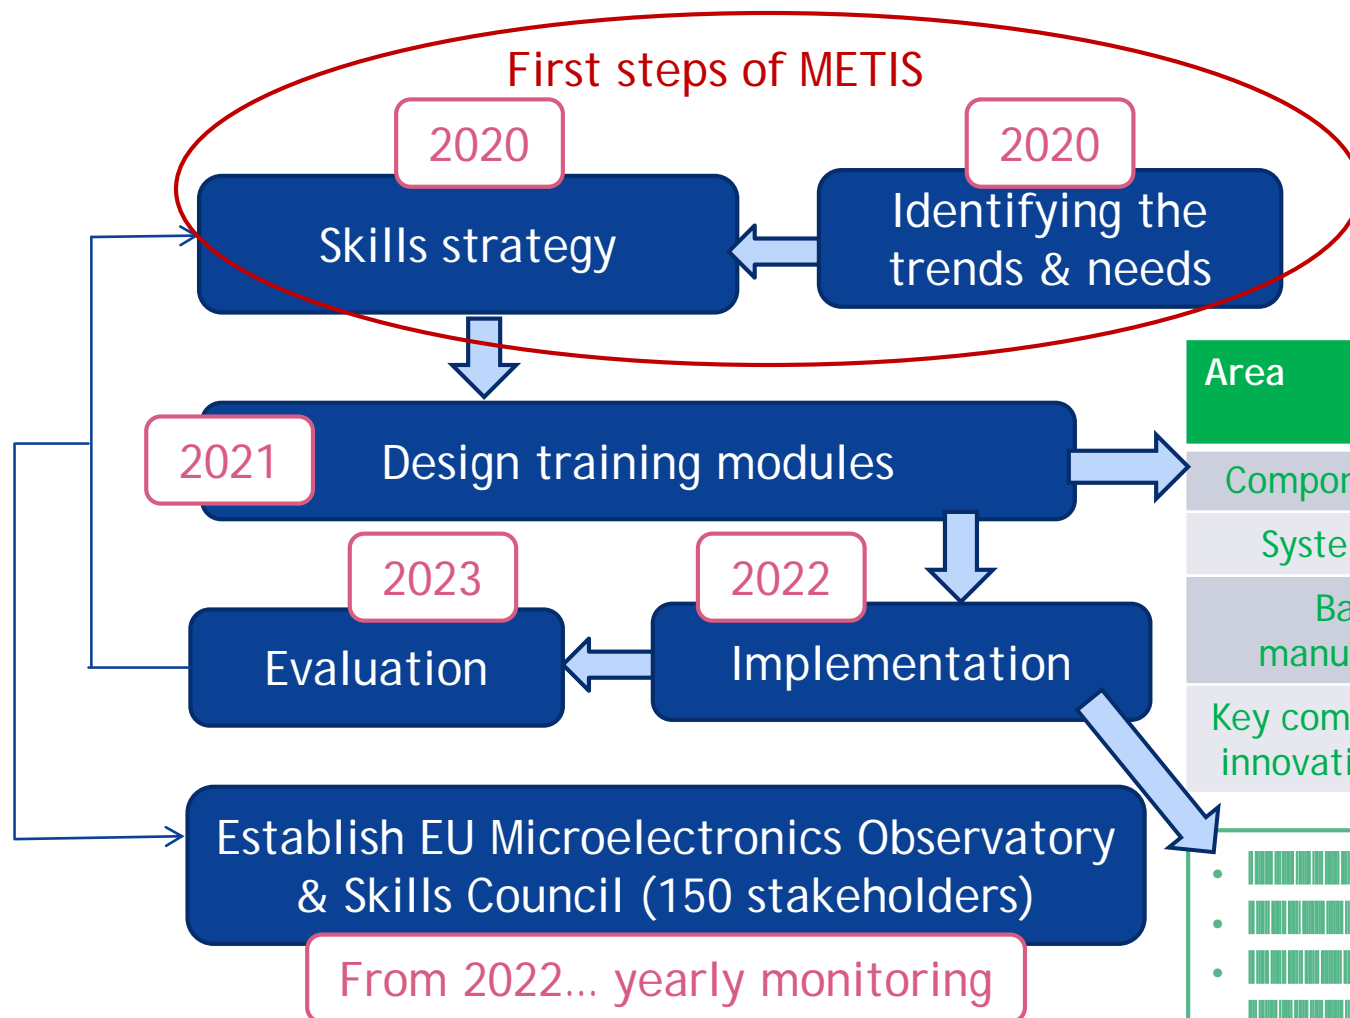 First steps of METIS
2020
2020
Skills strategy
Identifying the
trends & needs
Area
2021
Design training modules
2023
2022
Evaluation
Implementation
Key
Establish EU Microelectronics Observatory
& Skills Council (150 stakeholders)
From 2022... yearly monitoring